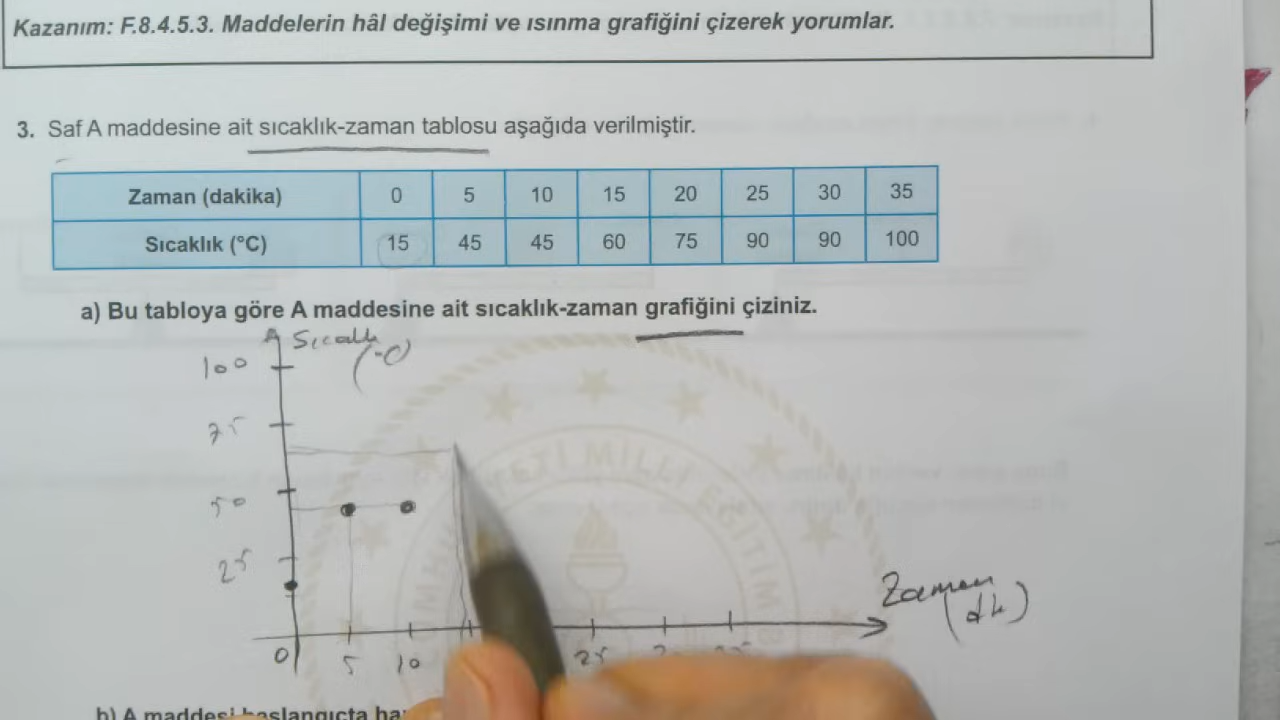 Kazanım: F.8.4.5.3. Maddelerin hâl değişimi ve ısınma grafiğini çizerek yorumlar.
3. Saf A maddesine ait sıcaklık-zaman tablosu aşağıda verilmiştir.
Zaman (dakika) 0 5 10 15 20 25 30 35
Sıcaklık (°C) 15 45 45 60 75 90 90 100
a) Bu tabloya göre A maddesine ait sıcaklık-zaman grafiğini çiziniz.
(°C)
100
75
50
25
Zaman
(dk)
0 5 10 25
b) A maddesi başlangıçta